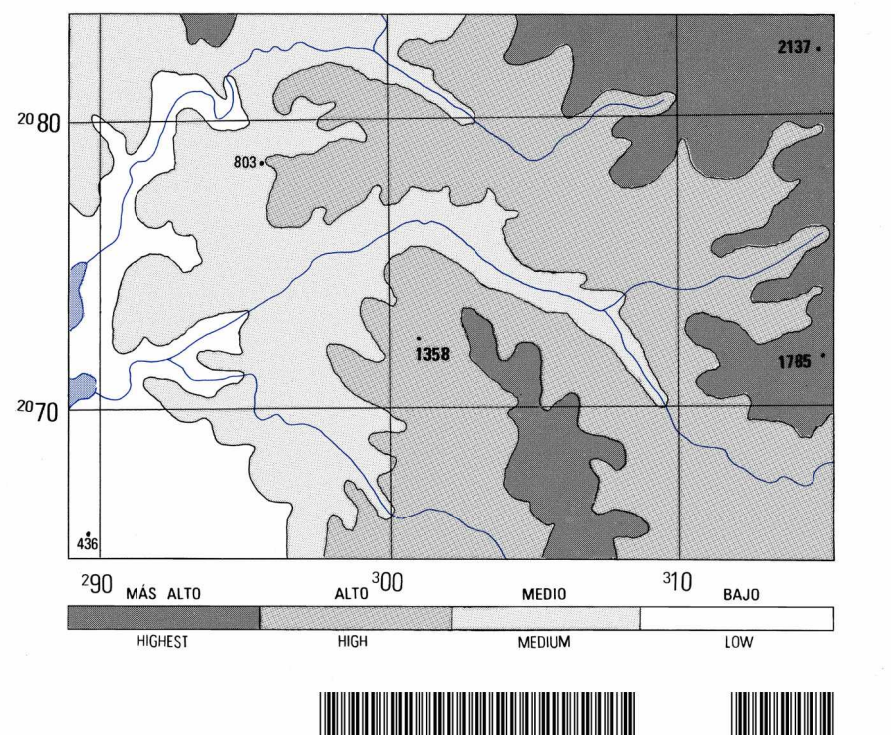 2137
2080
803
1358
1785
2070
436
290 300 310
MÁS ALTO ALTO MEDIO BAJO
HIGHEST HIGH MEDIUM LOW